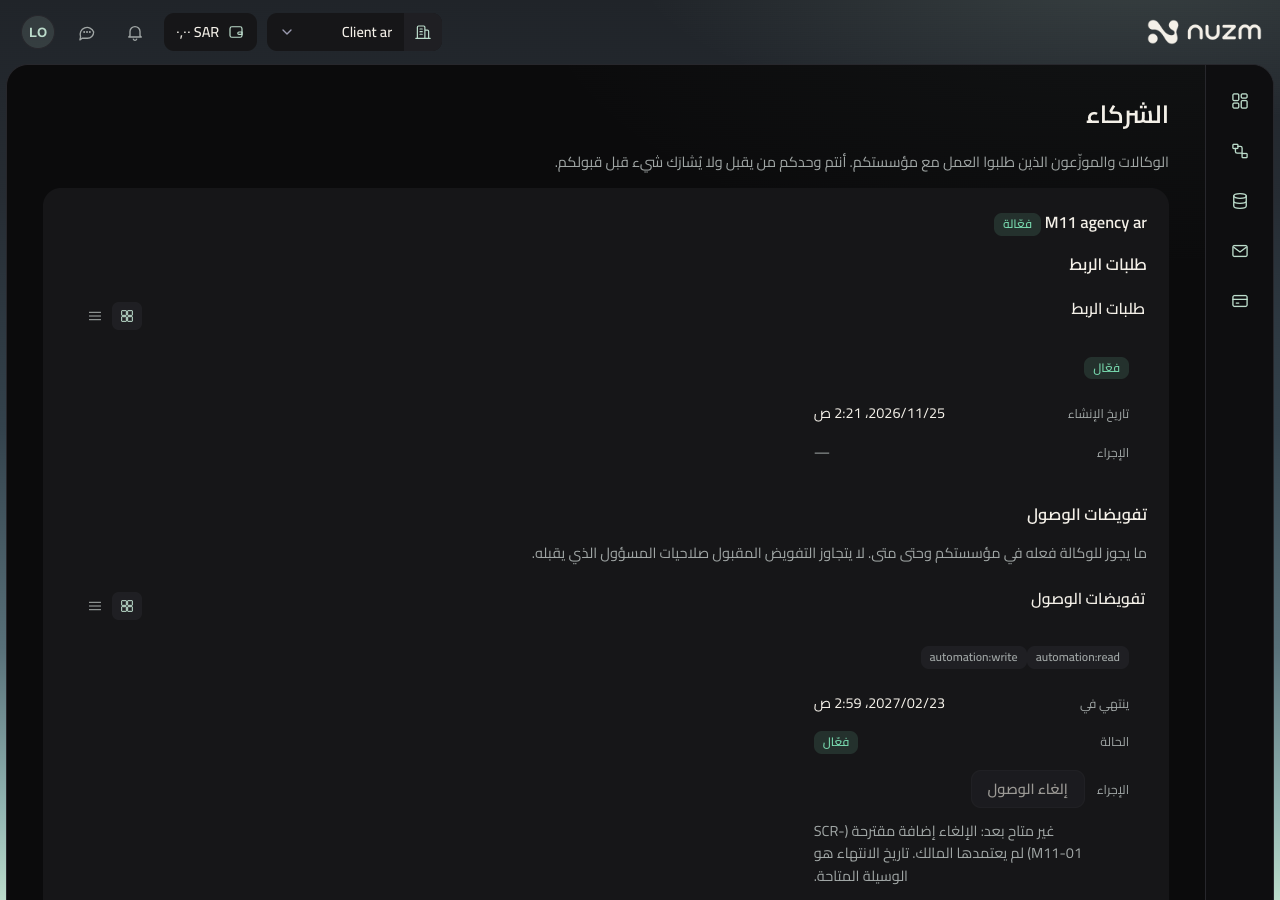 nuzm
Client ar
SAR ٠٫٠٠
LO
الشركاء
الوكالات والموزّعون الذين طلبوا العمل مع مؤسستكم. أنتم وحدكم من يقبل ولا يُشارَك شيء قبل قبولكم.
M11 agency ar فعّالة
طلبات الربط
طلبات الربط
فعّال
تاريخ الإنشاء 2026/11/25، 2:21 ص
الإجراء —
تفويضات الوصول
ما يجوز للوكالة فعله في مؤسستكم وحتى متى. لا يتجاوز التفويض المقبول صلاحيات المسؤول الذي يقبله.
تفويضات الوصول
automation:read automation:write
ينتهي في 2027/02/23، 2:59 ص
الحالة فعّال
الإجراء إلغاء الوصول
غير متاح بعد: الإلغاء إضافة مقترحة (SCR-
M11-01) لم يعتمدها المالك. تاريخ الانتهاء هو
الوسيلة المتاحة.